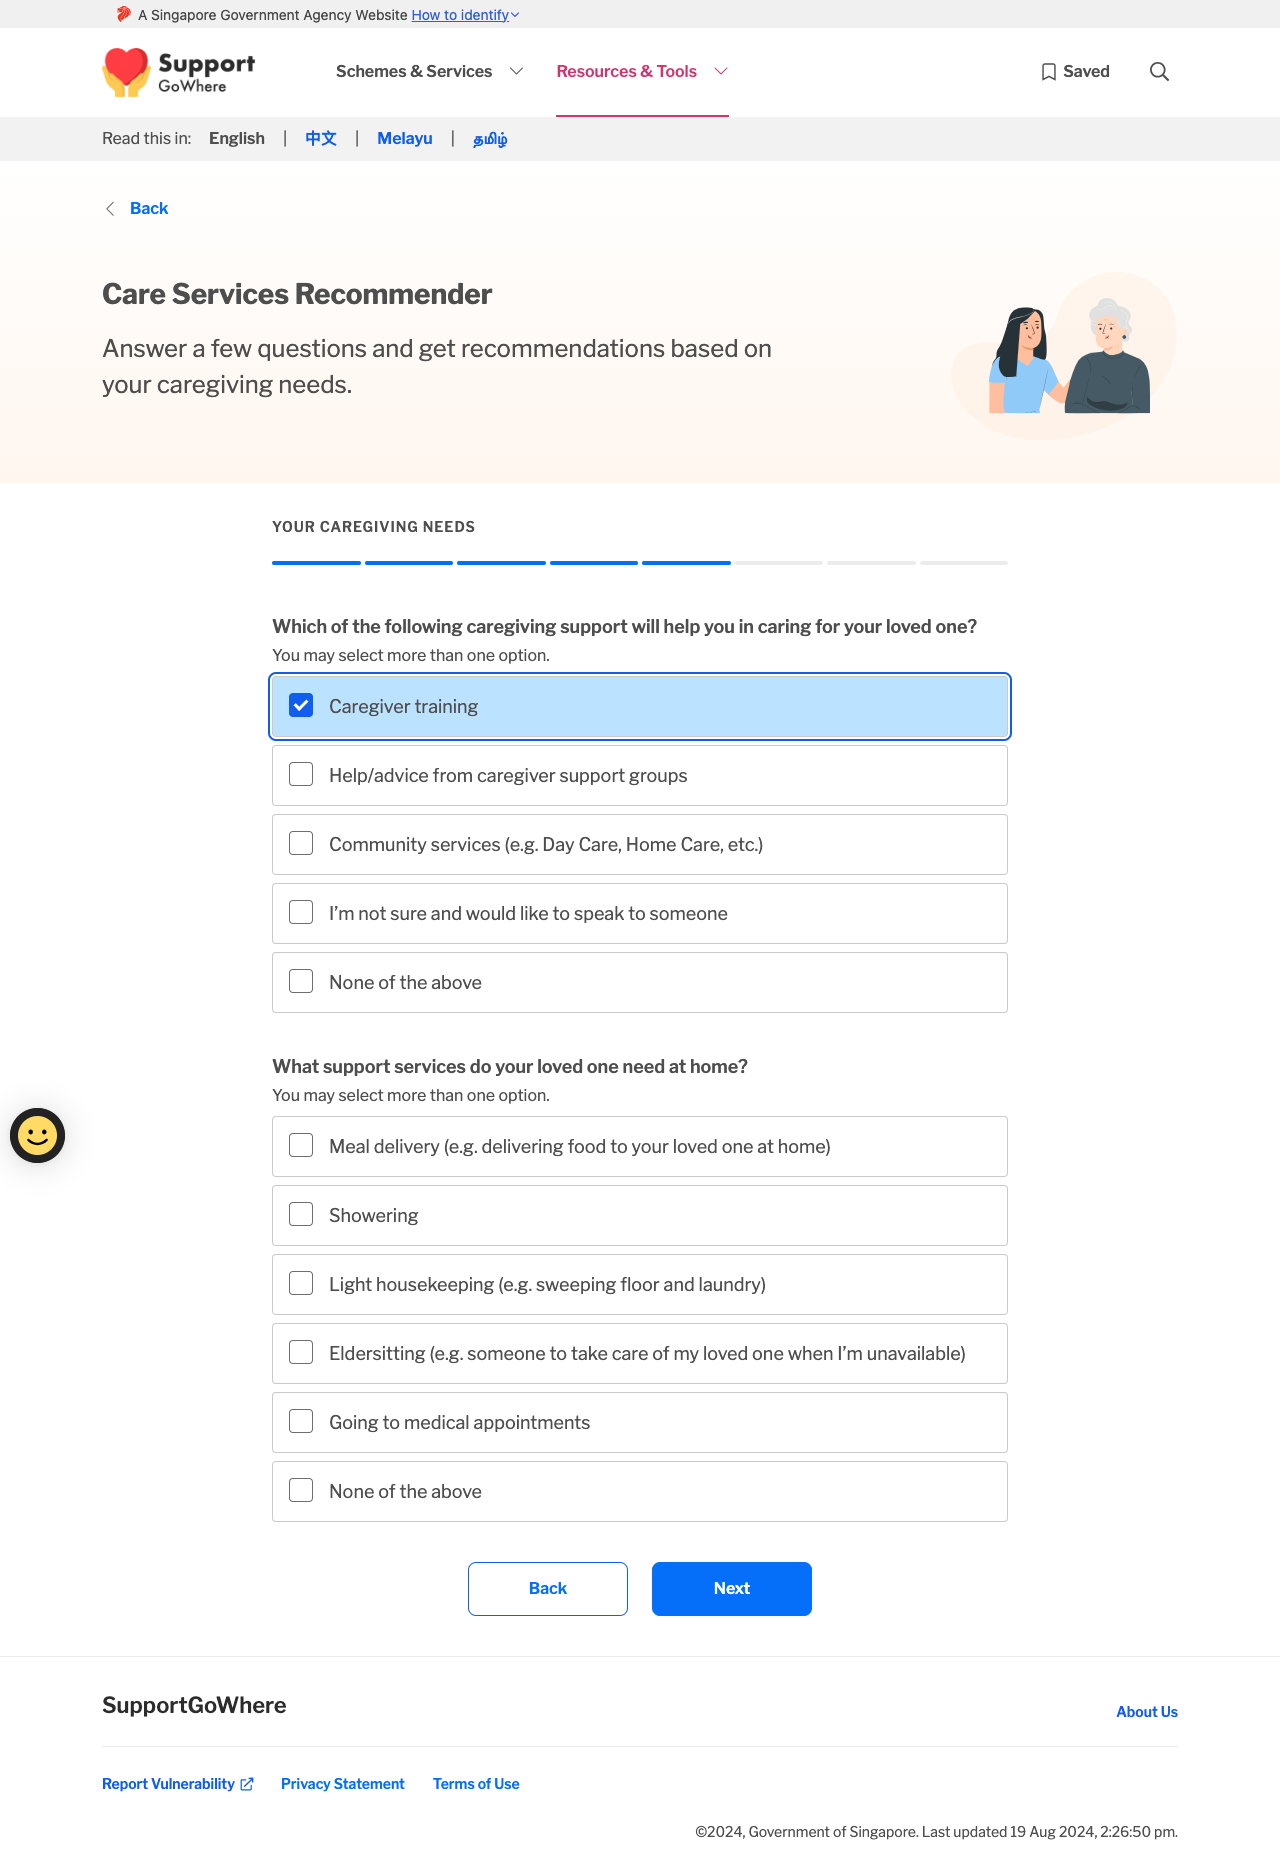 A Singapore Government Agency Website How to identify
Support
GoWhere
Schemes & Services
Resources & Tools
Saved
Read this in: English | 中文 | Melayu | தமிழ்
Back
Care Services Recommender
Answer a few questions and get recommendations based on
your caregiving needs.
YOUR CAREGIVING NEEDS
Which of the following caregiving support will help you in caring for your loved one?
You may select more than one option.
Caregiver training
Help/advice from caregiver support groups
Community services (e.g. Day Care, Home Care, etc.)
I’m not sure and would like to speak to someone
None of the above
What support services do your loved one need at home?
You may select more than one option.
Meal delivery (e.g. delivering food to your loved one at home)
Showering
Light housekeeping (e.g. sweeping floor and laundry)
Eldersitting (e.g. someone to take care of my loved one when I’m unavailable)
Going to medical appointments
None of the above
Back
Next
SupportGoWhere
About Us
Report Vulnerability
Privacy Statement
Terms of Use
©2024, Government of Singapore. Last updated 19 Aug 2024, 2:26:50 pm.